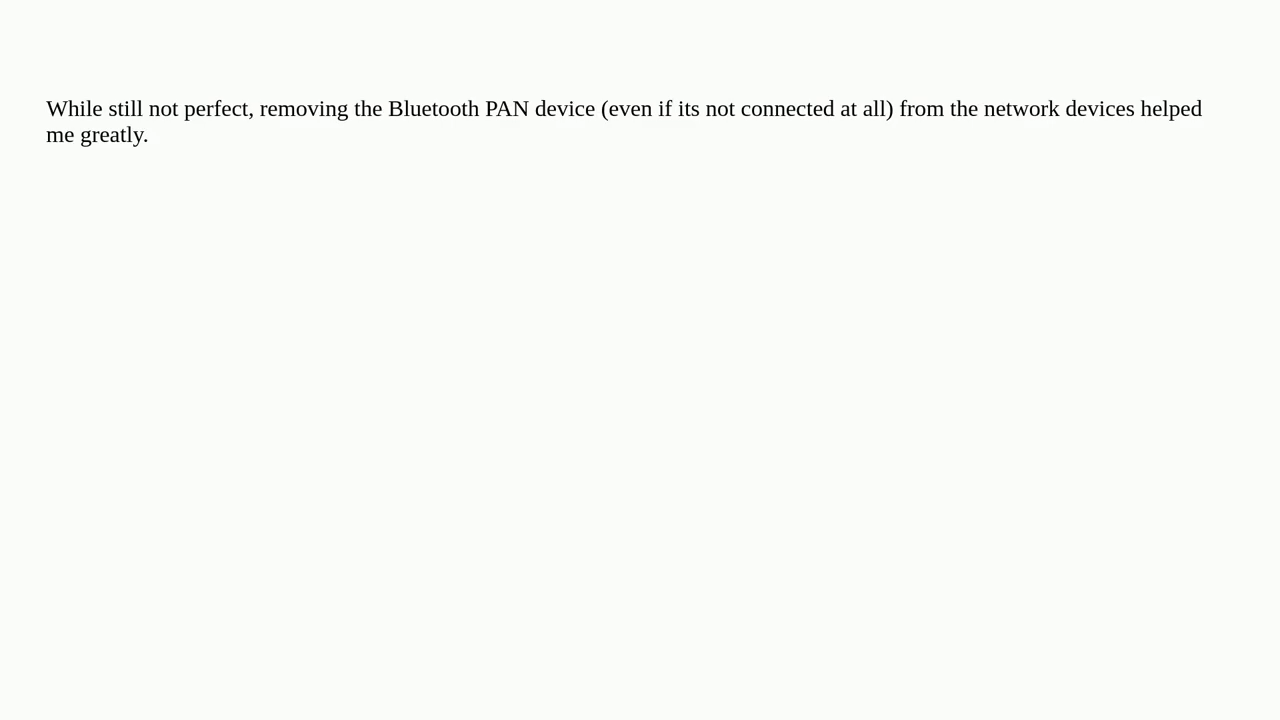 While still not perfect, removing the Bluetooth PAN device (even if its not connected at all) from the network devices helped
me greatly.